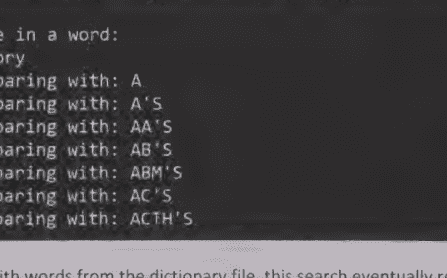 e in a word:
ory
paring with: A
paring with: A'S
paring with: AA'S
paring with: AB'S
paring with: ABM'S
paring with: AC'S
paring with: ACTH'S
ith words from the dictionary file, this search eventually